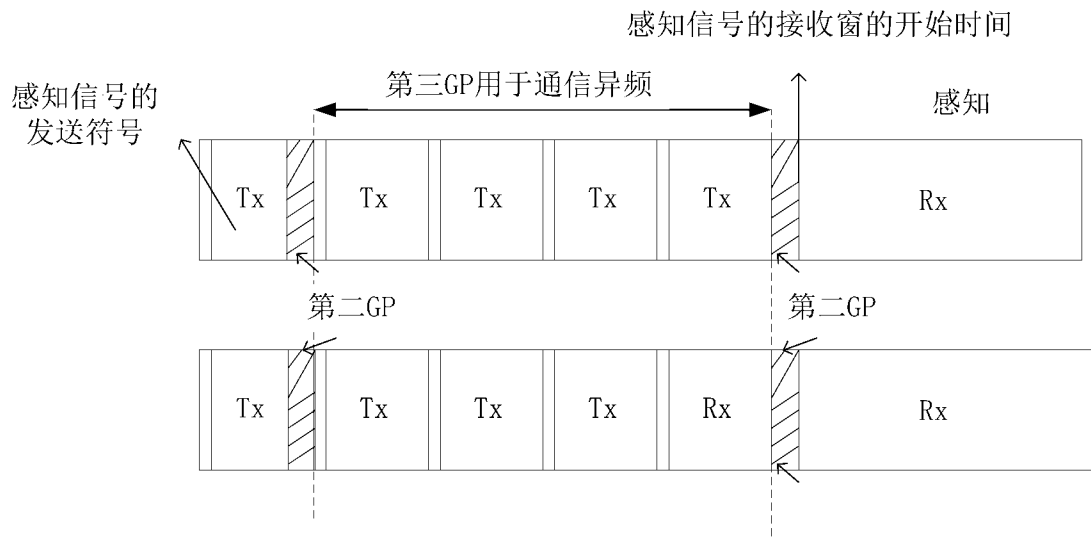 感知信号的接收窗的开始时间
感知信号的
发送符号
第三GP用于通信异频
感知
Tx Tx Tx Tx Tx Rx
第二GP 第二GP
Tx Tx Tx Tx Rx Rx